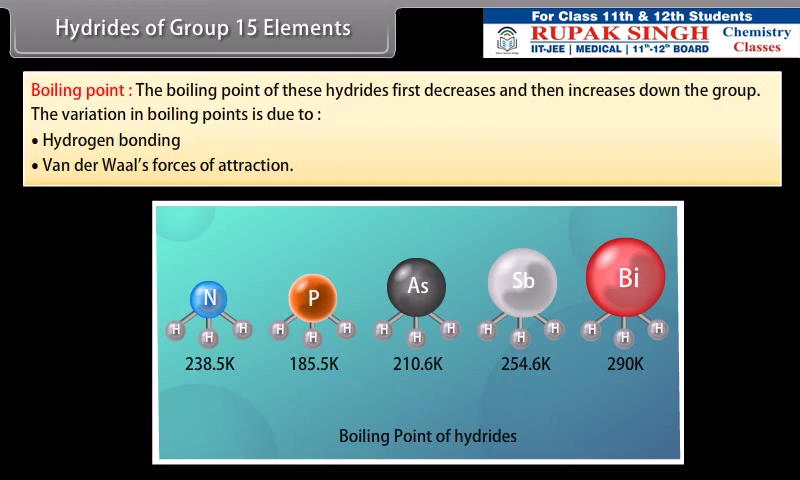 Hydrides of Group 15 Elements
For Class 11th & 12th Students
RUPAK SINGH
IIT-JEE | MEDICAL | 11th-12th BOARD
Chemistry
Classes
Boiling point : The boiling point of these hydrides first decreases and then increases down the group.
The variation in boiling points is due to :
• Hydrogen bonding
• Van der Waal's forces of attraction.
N P As Sb Bi
H H H H H H H H H H
H H H H H
238.5K 185.5K 210.6K 254.6K 290K
Boiling Point of hydrides